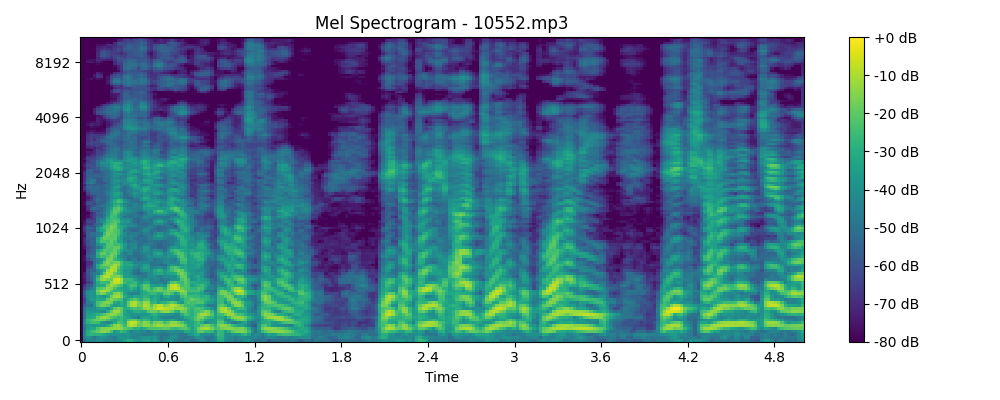 Mel Spectrogram - 10552.mp3
+0 dB
8192
-10 dB
4096
-20 dB
-30 dB
2048
Hz
-40 dB
1024
-50 dB
512
-60 dB
-70 dB
0
-80 dB
0 0.6 1.2 1.8 2.4 3 3.6 4.2 4.8
Time